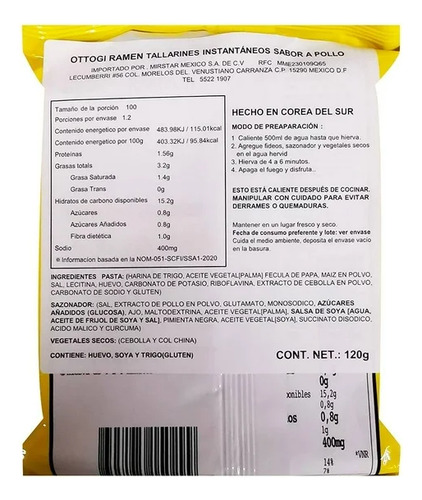 OTTOGI RAMEN TALLARINES INSTANTÁNEOS SABOR A POLLO
IMPORTADO POR : MIRSTAR MEXICO S.A. DE C.V RFC MME230109Q65
LECUMBERRI #56 COL. MORELOS DEL VENUSTIANO CARRANZA C.P: 15290 MEXICO D.F
TEL 5522 1907
Tamaño de la porción 100
Porciones por envase 1.2
Contenido energetico por envase 483.98KJ / 115.01kcal
Contenido energetico por 100g 403.32KJ / 95.84kcal
Proteinas 1.56g
Grasas totales 3.2g
Grasa Saturada 1.4g
Grasa Trans 0g
Hidratos de carbono disponibles 15.2g
Azúcares 0.8g
Azúcares Añadidos 0.8g
Fibra dietética 1.0g
Sodio 400mg
Informacion basada en la NOM-051-SCFI/SSA1-2020
HECHO EN COREA DEL SUR
MODO DE PREAPARACIÓN :
1 Caliente 500ml de agua hasta que hierva.
2. Agregue fideos, sazonador y vegetales secos
en el agua hervid
3. Hierva de 4 a 6 minutos.
4. Apaga el fuego y disfruta..
ESTO ESTÁ CALIENTE DESPUÉS DE COCINAR.
MANIPULAR CON CUIDADO PARA EVITAR
DERRAMES O QUEMADURAS.
Mantener en un lugar fresco y seco.
Fecha de consumo preferente y lote: ver envase
Cuida el medio ambiente, deposita el envase vacío
en la basura.
INGREDIENTES PASTA: (HARINA DE TRIGO, ACEITE VEGETAL[PALMA] FECULA DE PAPA, MAIZ EN POLVO,
SAL, LECITINA, HUEVO, CARBONATO DE POTASIO, RIBOFLAVINA, EXTRACTO DE CEBOLLA EN POLVO,
CARBONATO DE SODIO Y GLUTEN)
SAZONADOR: (SAL, EXTRACTO DE POLLO EN POLVO, GLUTAMATO, MONOSODICO, AZÚCARES
AÑADIDOS (GLUCOSA), AJO, MALTODEXTRINA, ACEITE VEGETAL[PALMA], SALSA DE SOYA [AGUA,
ACEITE DE FRIJOL DE SOYA Y SAL], PIMIENTA NEGRA, ACEITE VEGETAL[SOYA], SUCCINATO DISODICO,
ACIDO MALICO Y CURCUMA)
VEGETALES SECOS: (CEBOLLA Y COL CHINA)
CONTIENE: HUEVO, SOYA Y TRIGO(GLUTEN)
CONT. NET.: 120g
0g
onibles 15,2g
0,8g
os 0,8g
1g
400mg
*VNR
14%
7%